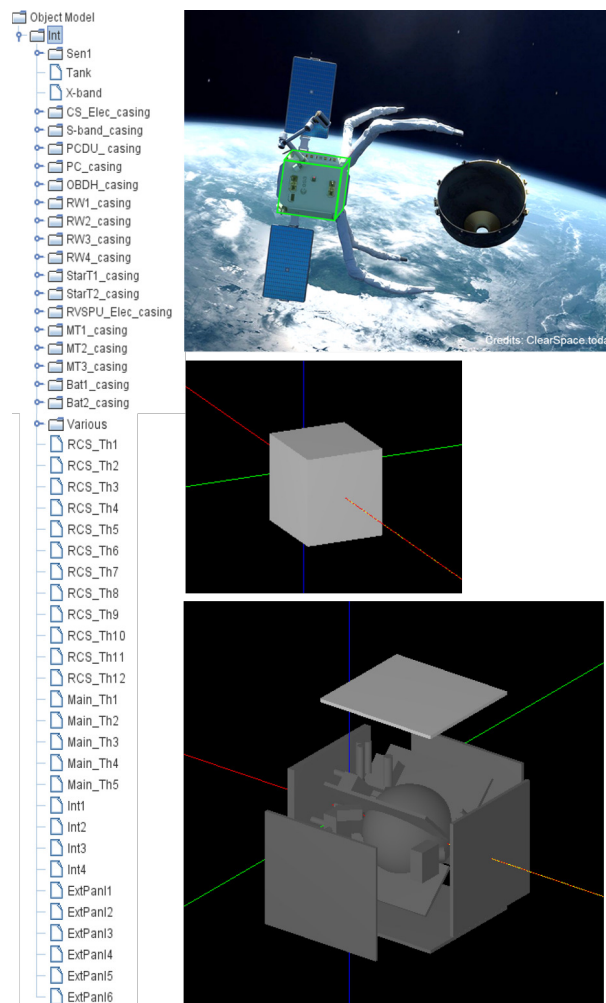 Object Model
Int
Sen1
Tank
X-band
CS_Elec_casing
S-band_casing
PCDU_ casing
PC_casing
OBDH_casing
RW1_casing
RW2_casing
RW3_casing
RW4_casing
StarT1_casing
StarT2_casing
RVSPU_Elec_casing
MT1_casing
MT2_casing
MT3_casing
Bat1_casing
Bat2_casing
Various
RCS_Th1
RCS_Th2
RCS_Th3
RCS_Th4
RCS_Th5
RCS_Th6
RCS_Th7
RCS_Th8
RCS_Th9
RCS_Th10
RCS_Th11
RCS_Th12
Main_Th1
Main_Th2
Main_Th3
Main_Th4
Main_Th5
Int1
Int2
Int3
Int4
ExtPanl1
ExtPanl2
ExtPanl3
ExtPanl4
ExtPanl5
ExtPanl6
Credits: ClearSpace.toda